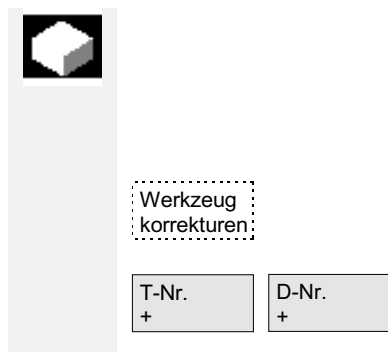 Werkzeug
korrekturen
T-Nr.
+
D-Nr.
+